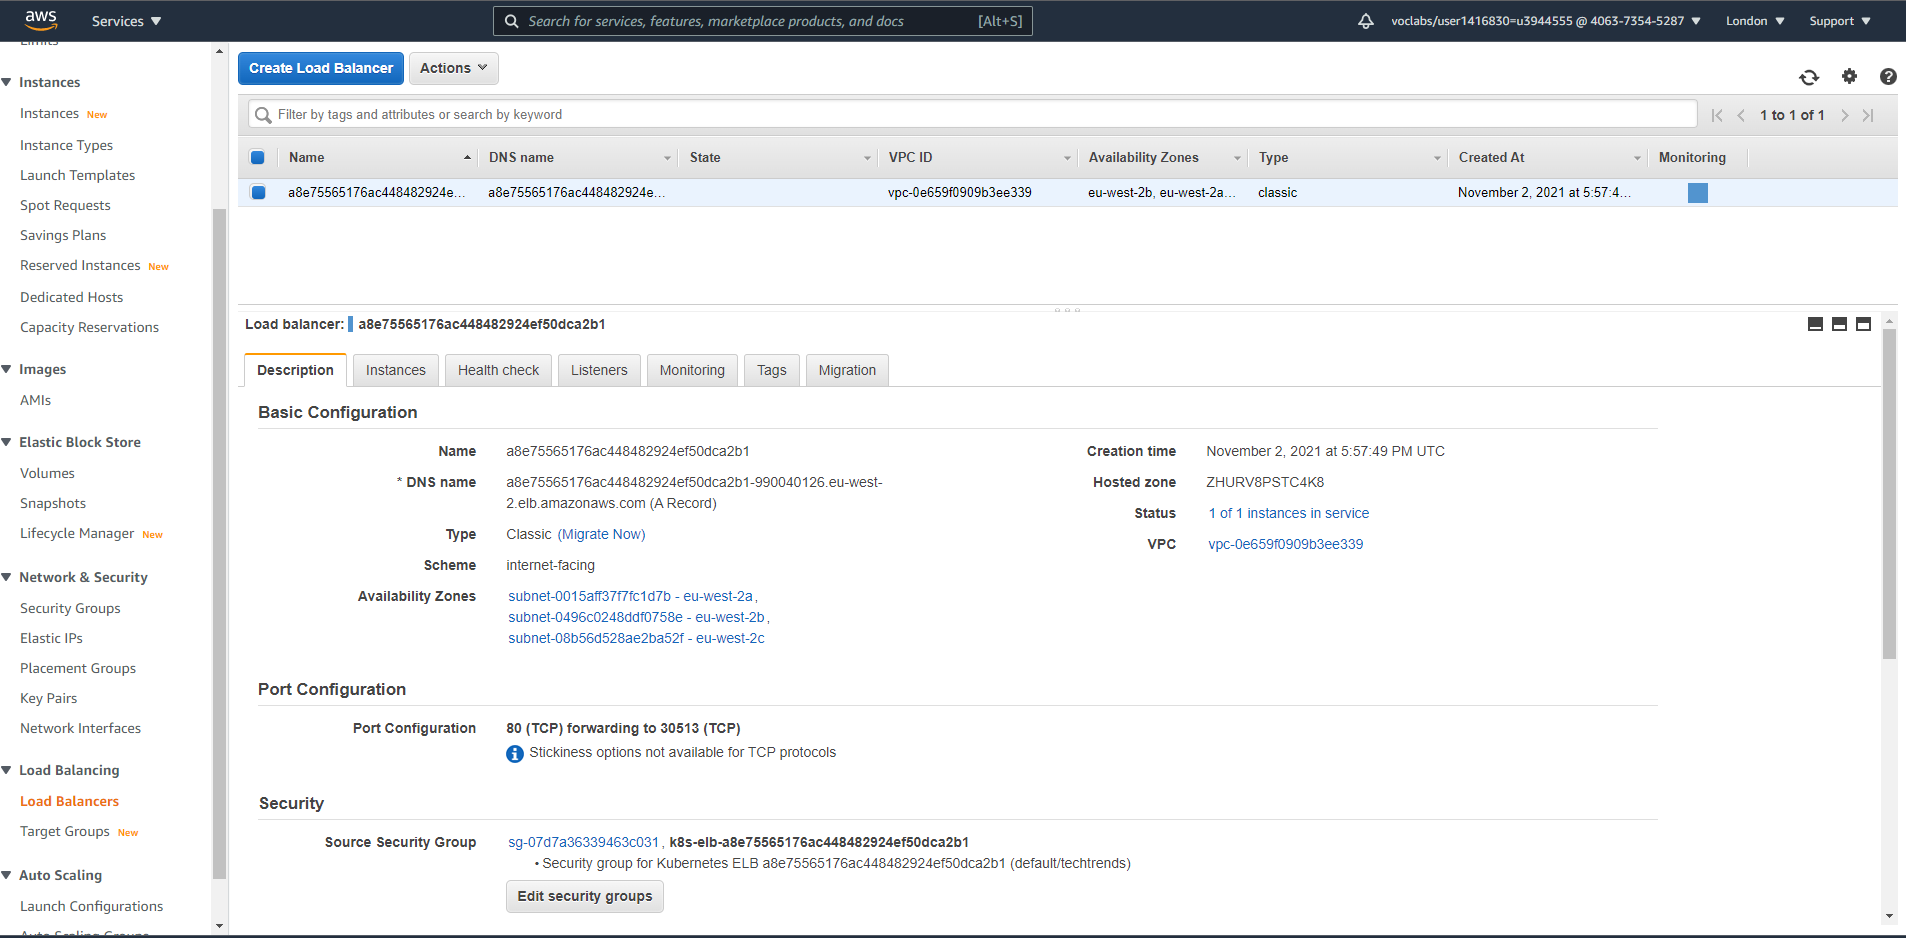 aws
Services
Search for services, features, marketplace products, and docs [Alt+S]
voclabs/user1416830=u3944555 @ 4063-7354-5287
London
Support
Limits
Instances
Instances New
Instance Types
Launch Templates
Spot Requests
Savings Plans
Reserved Instances New
Dedicated Hosts
Capacity Reservations
Images
AMIs
Elastic Block Store
Volumes
Snapshots
Lifecycle Manager New
Network & Security
Security Groups
Elastic IPs
Placement Groups
Key Pairs
Network Interfaces
Load Balancing
Load Balancers
Target Groups New
Auto Scaling
Launch Configurations
Auto Scaling Groups
Create Load Balancer
Actions
Filter by tags and attributes or search by keyword
1 to 1 of 1
Name DNS name State VPC ID Availability Zones Type Created At Monitoring
a8e75565176ac448482924e... a8e75565176ac448482924e... vpc-0e659f0909b3ee339 eu-west-2b, eu-west-2a... classic November 2, 2021 at 5:57:4...
Load balancer: a8e75565176ac448482924ef50dca2b1
Description Instances Health check Listeners Monitoring Tags Migration
Basic Configuration
Name a8e75565176ac448482924ef50dca2b1
* DNS name a8e75565176ac448482924ef50dca2b1-990040126.eu-west-
2.elb.amazonaws.com (A Record)
Type Classic (Migrate Now)
Scheme internet-facing
Availability Zones subnet-0015aff37f7fc1d7b - eu-west-2a,
subnet-0496c0248ddf0758e - eu-west-2b,
subnet-08b56d528ae2ba52f - eu-west-2c
Creation time November 2, 2021 at 5:57:49 PM UTC
Hosted zone ZHURV8PSTC4K8
Status 1 of 1 instances in service
VPC vpc-0e659f0909b3ee339
Port Configuration
Port Configuration 80 (TCP) forwarding to 30513 (TCP)
Stickiness options not available for TCP protocols
Security
Source Security Group sg-07d7a36339463c031, k8s-elb-a8e75565176ac448482924ef50dca2b1
• Security group for Kubernetes ELB a8e75565176ac448482924ef50dca2b1 (default/techtrends)
Edit security groups